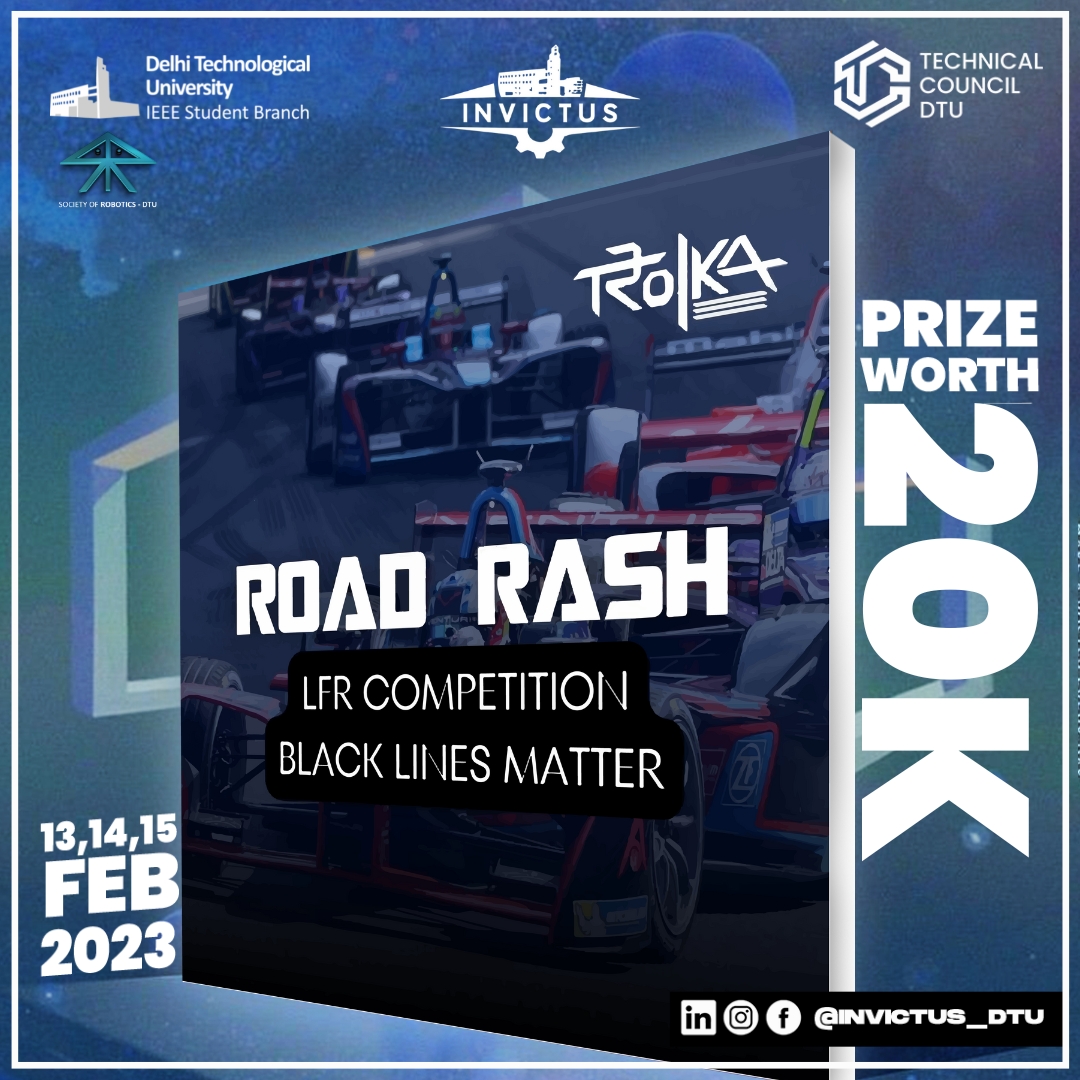 Delhi Technological
University
IEEE Student Branch
SOCIETY OF ROBOTICS - DTU
INVICTUS
TECHNICAL
COUNCIL
DTU
TROIKA
PRIZE
WORTH
20K
ROAD RASH
LFR COMPETITION
BLACK LINES MATTER
13,14,15
FEB
2023
@INVICTUS_DTU